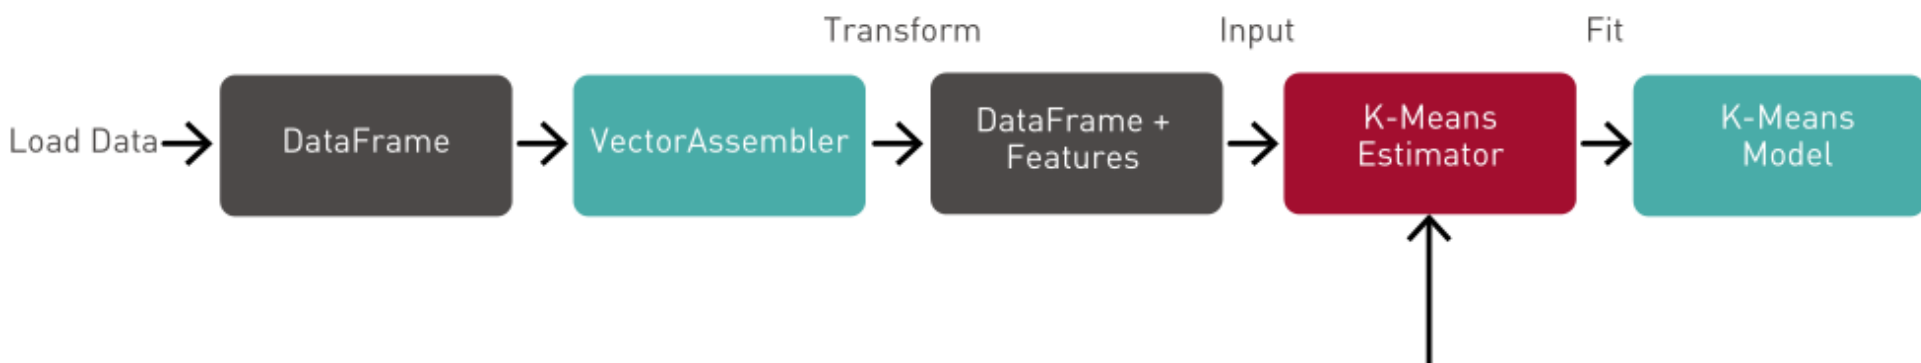 Transform
Input
Fit
Load Data
DataFrame
VectorAssembler
DataFrame +
Features
K-Means
Estimator
K-Means
Model